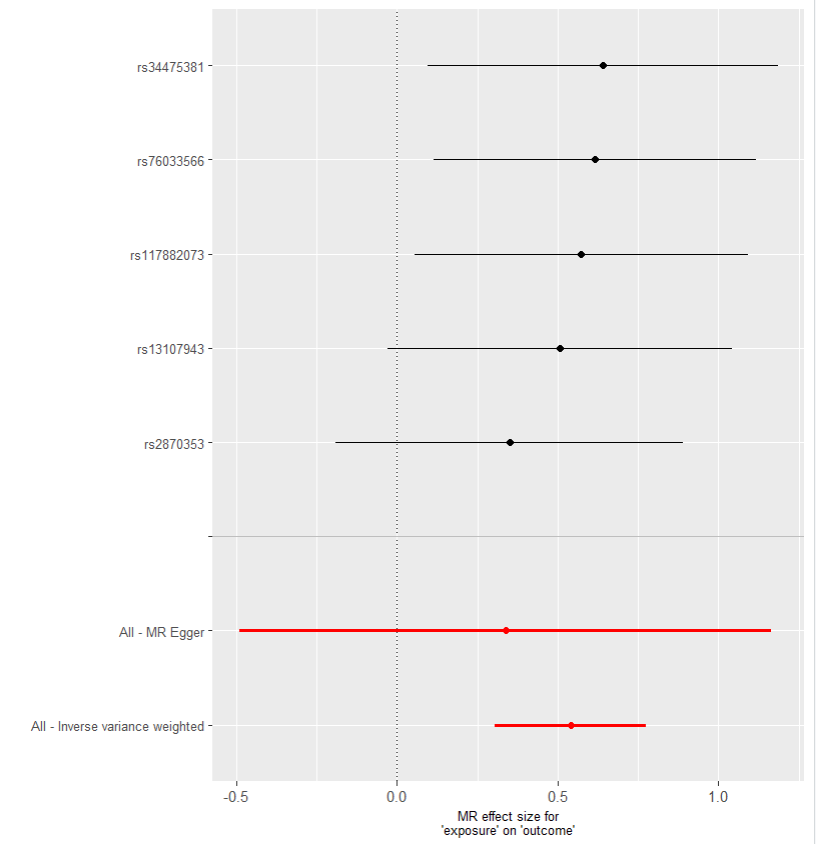 rs34475381
rs76033566
rs117882073
rs13107943
rs2870353
All - MR Egger
All - Inverse variance weighted
-0.5 0.0 0.5 1.0
MR effect size for
'exposure' on 'outcome'